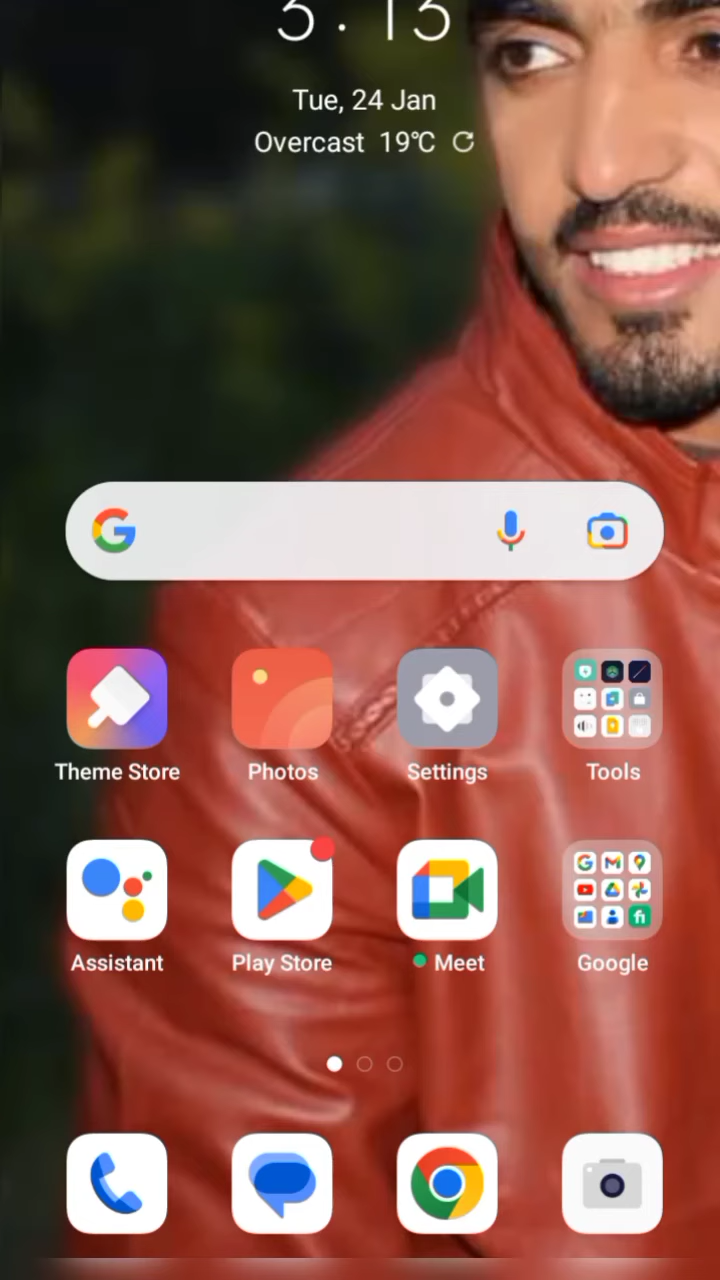 3:13
Tue, 24 Jan
Overcast 19℃
Theme Store
Photos
Settings
Tools
Assistant
Play Store
Meet
Google